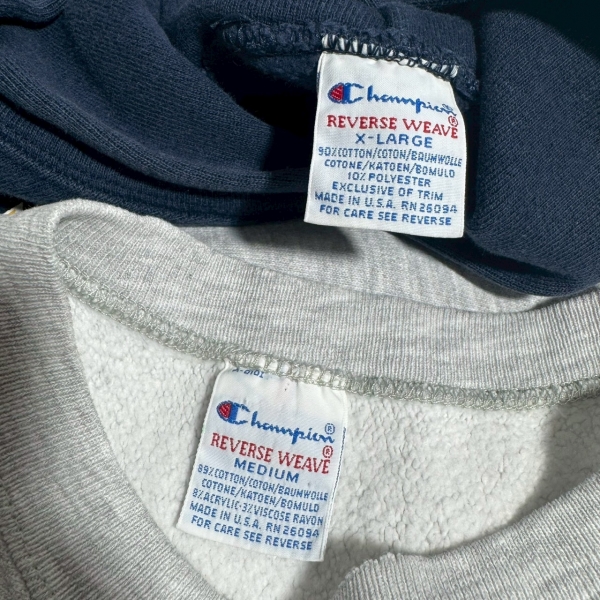 Champion®
REVERSE WEAVE®
X-LARGE
90%COTTON/COTON/BAUMWOLLE
COTONE/KATOEN/BOMULD
10% POLYESTER
EXCLUSIVE OF TRIM
MADE IN U.S.A. RN26094
FOR CARE SEE REVERSE
Champion®
REVERSE WEAVE®
MEDIUM
89%COTTON/COTON/BAUMWOLLE
COTONE/KATOEN/BOMULD
8%ACRYLIC·3%VISCOSE RAYON
MADE IN U.S.A. RN26094
FOR CARE SEE REVERSE